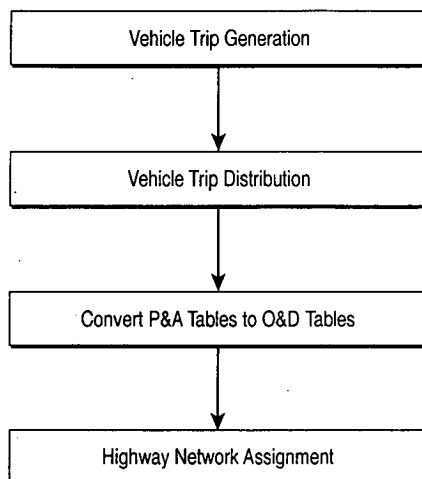 Vehicle Trip Generation
Vehicle Trip Distribution
Convert P&A Tables to O&D Tables
Highway Network Assignment